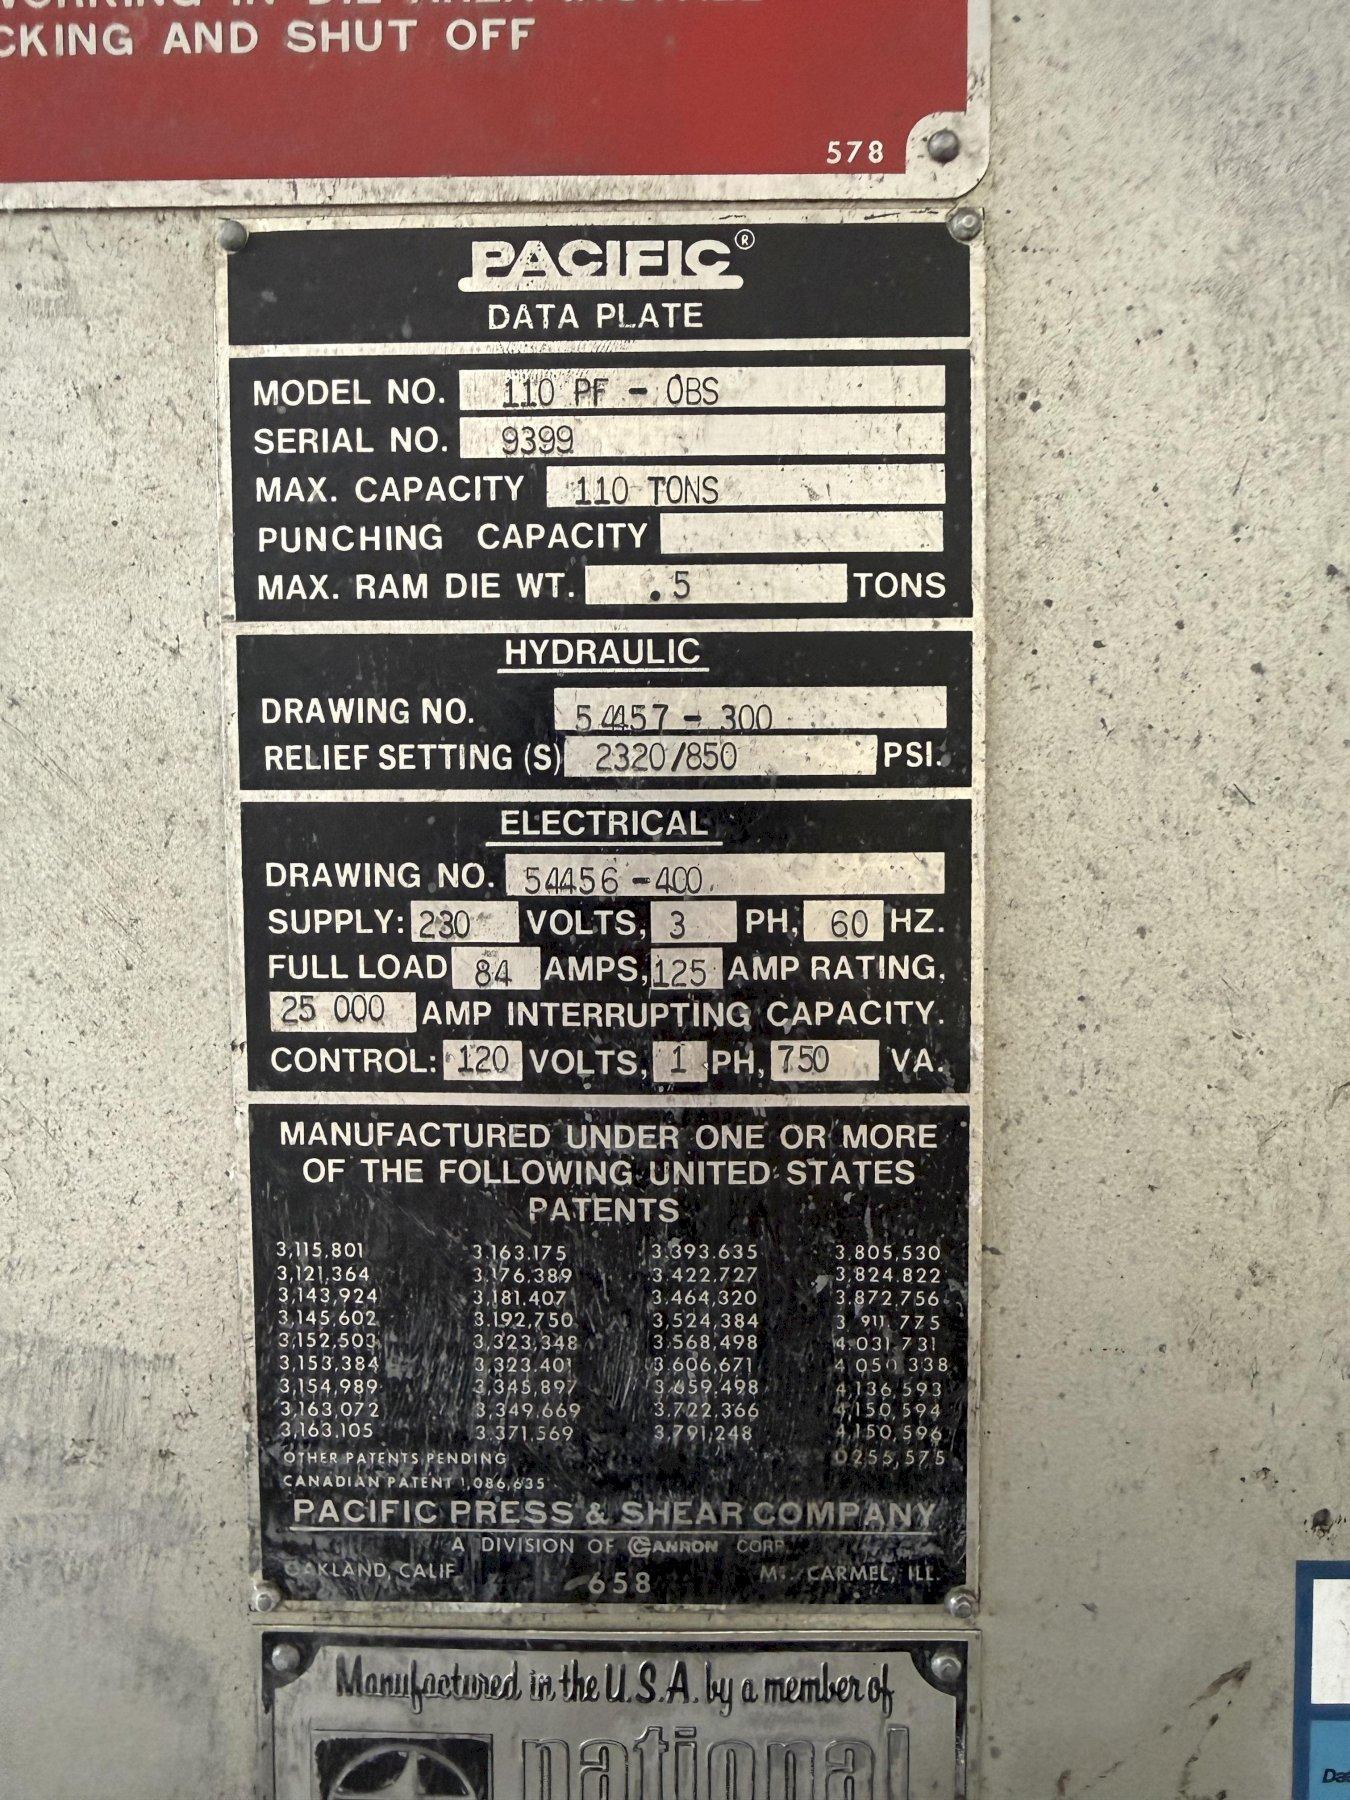 CKING AND SHUT OFF
578
PACIFIC®
DATA PLATE
MODEL NO. 110 PF - OBS
SERIAL NO. 9399
MAX. CAPACITY 110 TONS
PUNCHING CAPACITY
MAX. RAM DIE WT. .5 TONS
HYDRAULIC
DRAWING NO. 54457 - 300
RELIEF SETTING (S) 2320/850 PSI.
ELECTRICAL
DRAWING NO. 54456-400
SUPPLY: 230 VOLTS, 3 PH, 60 HZ.
FULL LOAD 84 AMPS, 125 AMP RATING,
25 000 AMP INTERRUPTING CAPACITY.
CONTROL: 120 VOLTS, 1 PH, 750 VA.
MANUFACTURED UNDER ONE OR MORE
OF THE FOLLOWING UNITED STATES
PATENTS
3,115,801 3.163.175 3.393.635 3,805,530
3,121,364 3.176.389 3.422,727 3,824.822
3,143,924 3,181.407 3.464,320 3.872,756
3,145,602 3.192,750 3,524,384 3 911 775
3,152,503 3,323,348 3,568,498 4.031 731
3,153,384 3,323.401 3.606,671 4 050 338
3,154,989 3,345,897 3,659.498 4,136,593
3,163,072 3,349.669 3.722,366 4,150,594
3,163.105 3,371,569 3,791,248 4,150,596
OTHER PATENTS PENDING 0255,575
CANADIAN PATENT 1,086,635
PACIFIC PRESS & SHEAR COMPANY
A DIVISION OF CANRON CORP.
OAKLAND, CALIF. 658 MT. CARMEL, ILL.
Manufactured in the U.S.A. by a member of
national